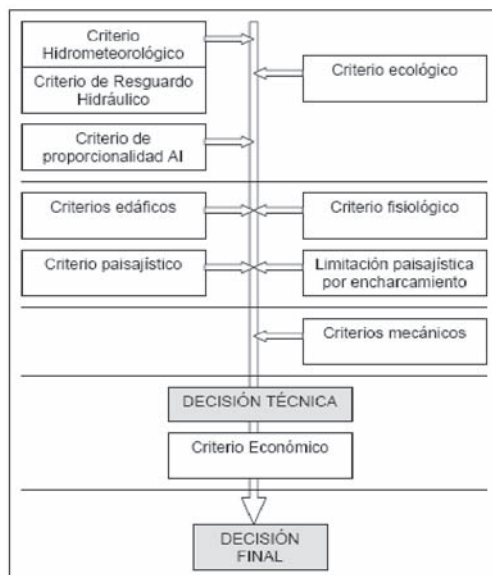 Criterio
Hidrometeorológico
Criterio de Resguardo
Hidráulico
Criterio ecológico
Criterio de
proporcionalidad AI
Criterios edáficos
Criterio fisiológico
Criterio paisajístico
Limitación paisajística
por encharcamiento
Criterios mecánicos
DECISIÓN TÉCNICA
Criterio Económico
DECISIÓN
FINAL